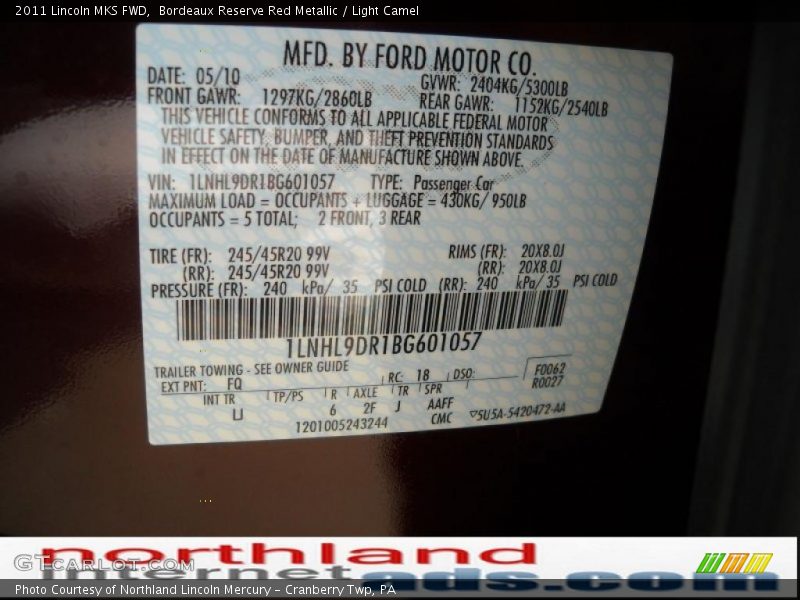 2011 Lincoln MKS FWD,  Bordeaux Reserve Red Metallic / Light Camel
MFD. BY FORD MOTOR CO.
DATE: 05/10 GVWR: 2404KG/5300LB
FRONT GAWR: 1297KG/2860LB REAR GAWR: 1152KG/2540LB
THIS VEHICLE CONFORMS TO ALL APPLICABLE FEDERAL MOTOR
VEHICLE SAFETY, BUMPER, AND THEFT PREVENTION STANDARDS
IN EFFECT ON THE DATE OF MANUFACTURE SHOWN ABOVE.
VIN: 1LNHL9DR1BG601057 TYPE: Passenger Car
MAXIMUM LOAD = OCCUPANTS + LUGGAGE = 430KG/ 950LB
OCCUPANTS = 5 TOTAL; 2 FRONT, 3 REAR
TIRE (FR): 245/45R20 99V RIMS (FR): 20X8.0J
(RR): 245/45R20 99V (RR): 20X8.0J
PRESSURE (FR): 240 kPa/ 35 PSI COLD (RR): 240 kPa/ 35 PSI COLD
1LNHL9DR1BG601057
TRAILER TOWING - SEE OWNER GUIDE
EXT PNT: FQ RC: 18 DSO: F0062
R0027
INT TR TP/PS R AXLE TR SPR
LJ 6 2F J AAFF
1201005243244 CMC ▽5U5A-5420472-AA
northland
GTCarLot.com
internetads.com
Photo Courtesy of Northland Lincoln Mercury - Cranberry Twp, PA